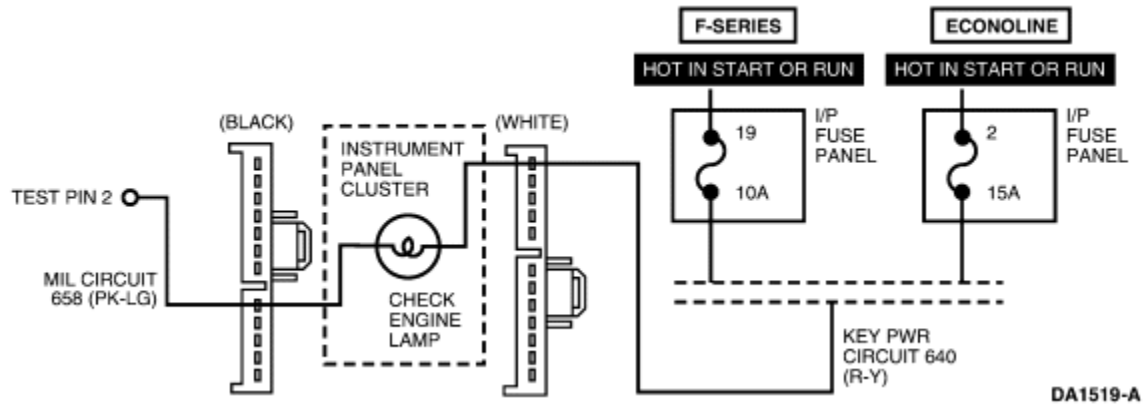 F-SERIES
ECONOLINE
HOT IN START OR RUN
HOT IN START OR RUN
(BLACK)
(WHITE)
INSTRUMENT
PANEL
CLUSTER
19
10A
I/P
FUSE
PANEL
2
15A
I/P
FUSE
PANEL
TEST PIN 2
MIL CIRCUIT
658 (PK-LG)
CHECK
ENGINE
LAMP
KEY PWR
CIRCUIT 640
(R-Y)
DA1519-A